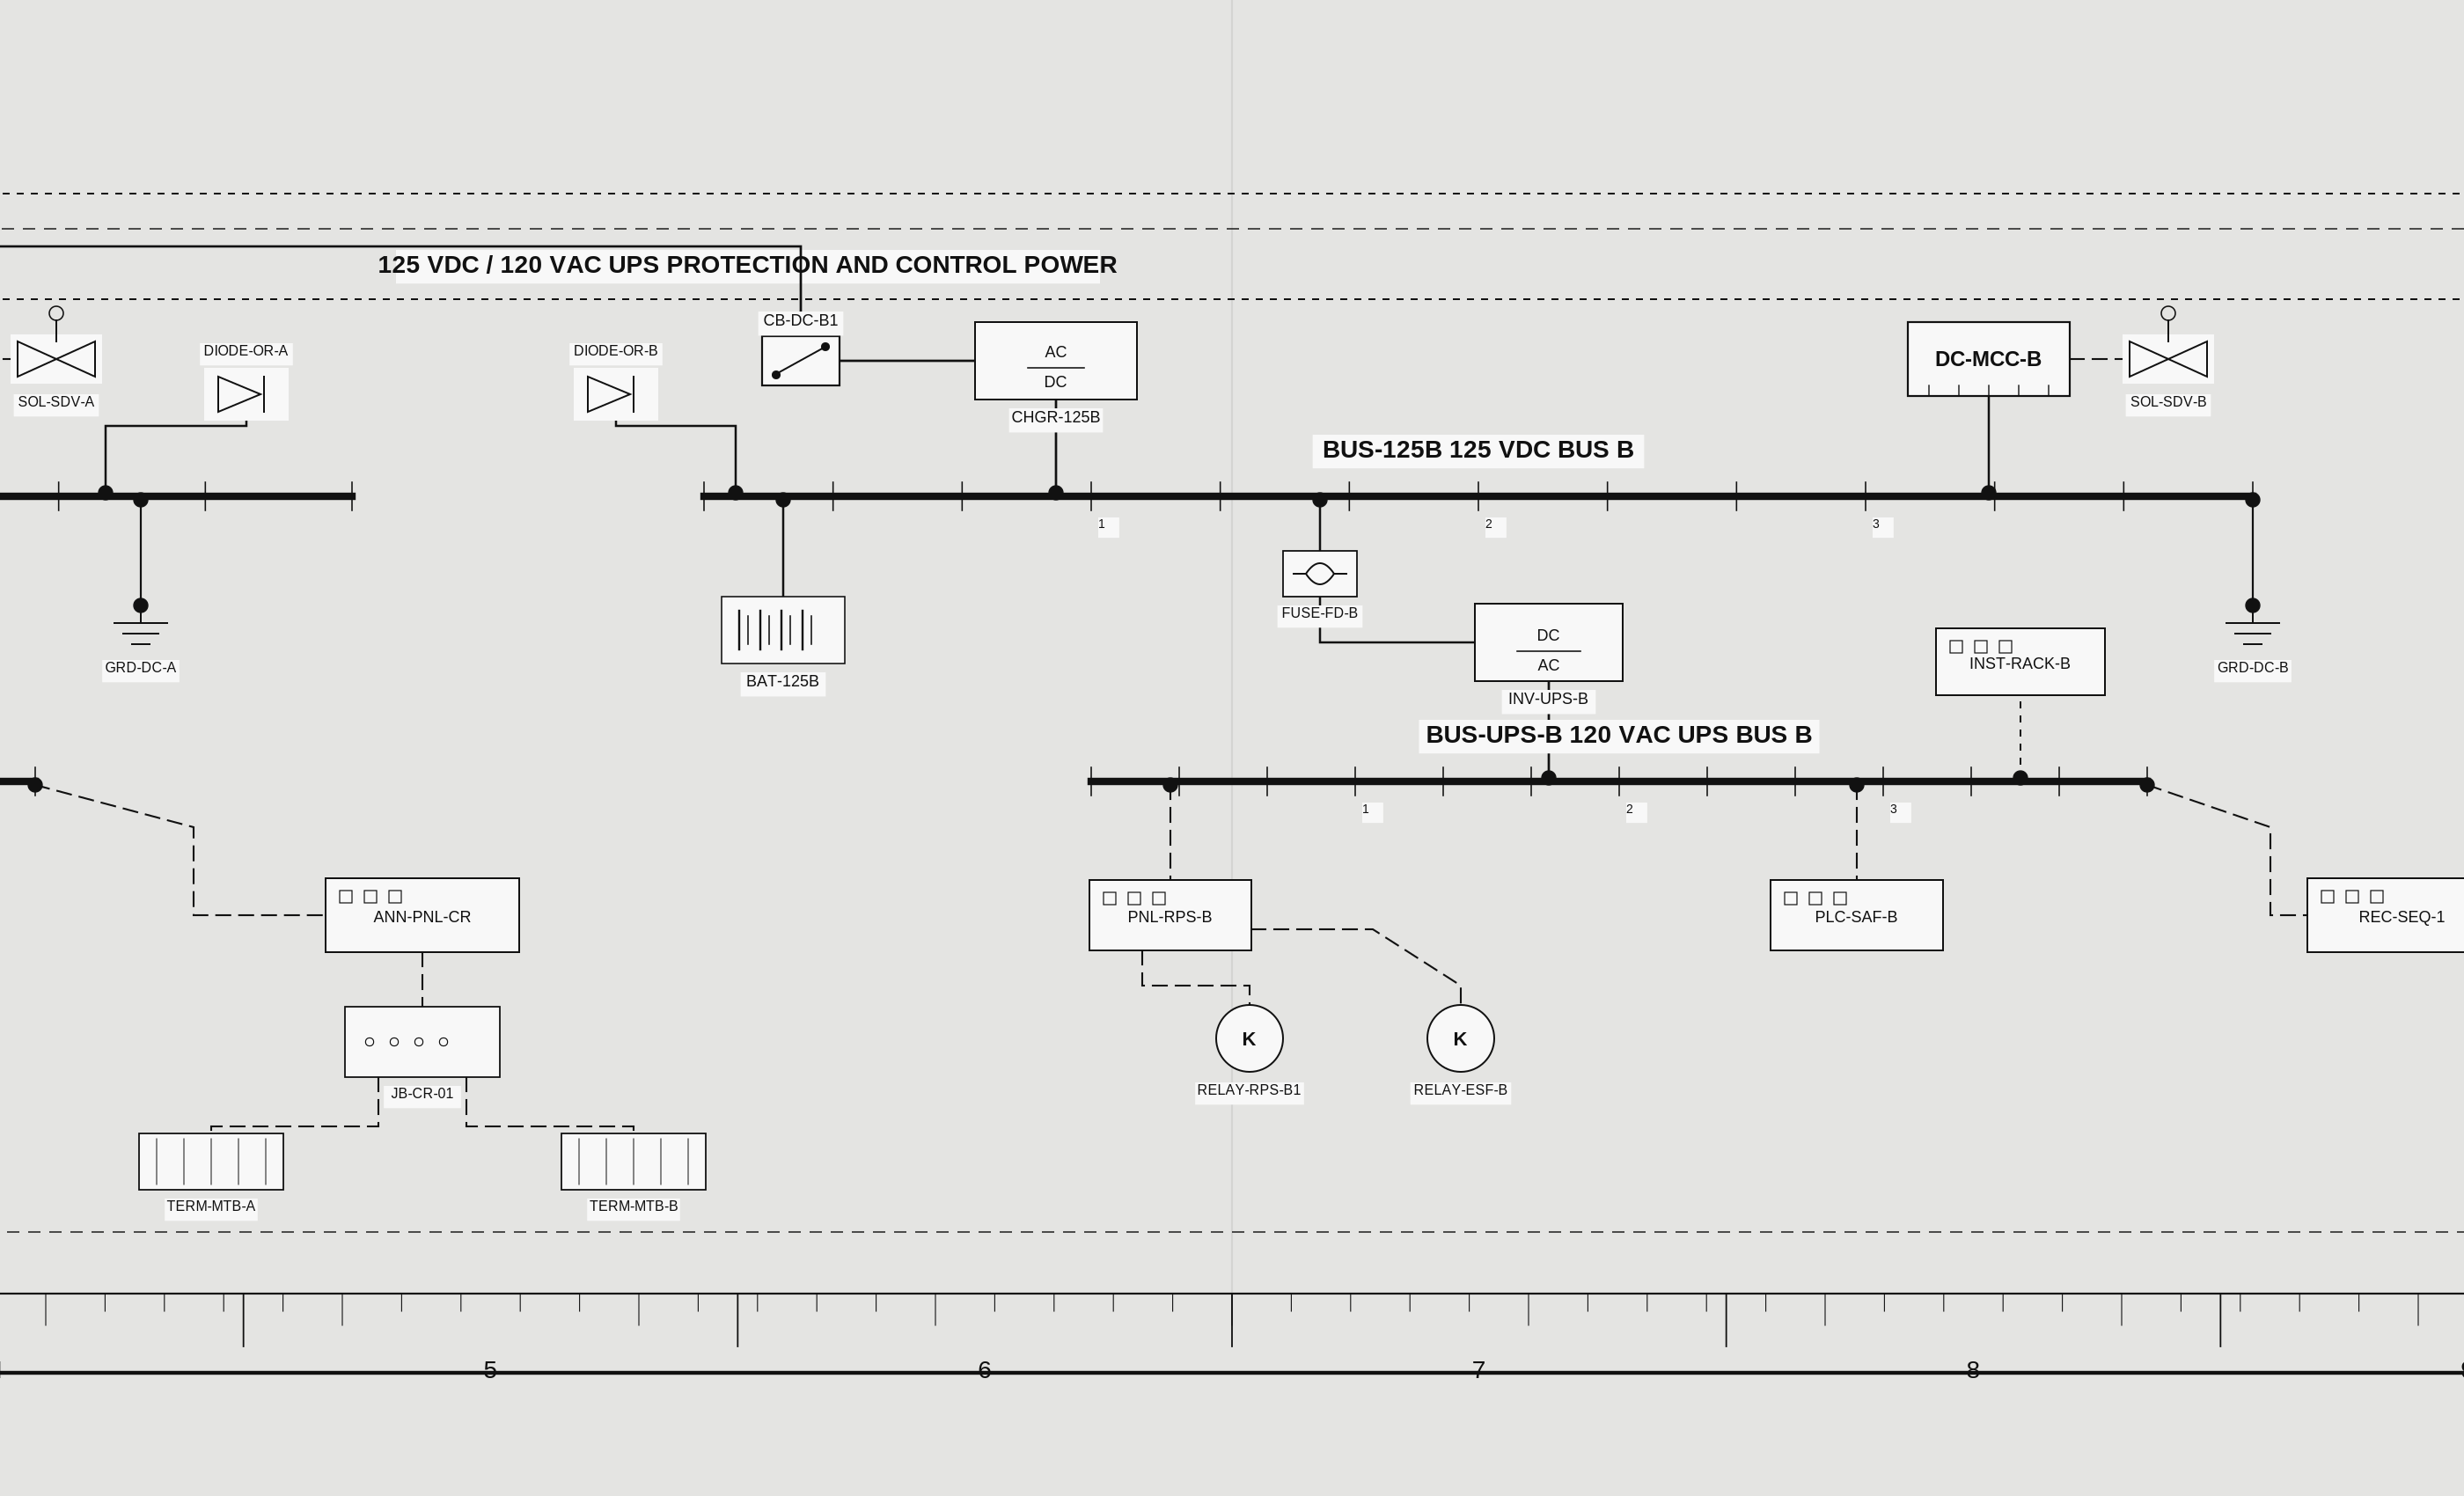 125 VDC / 120 VAC UPS PROTECTION AND CONTROL POWER
CB-DC-B1
DIODE-OR-A
DIODE-OR-B
AC
DC
DC-MCC-B
SOL-SDV-A
CHGR-125B
SOL-SDV-B
BUS-125B 125 VDC BUS B
1
2
3
FUSE-FD-B
DC
AC
GRD-DC-A
BAT-125B
INST-RACK-B
GRD-DC-B
INV-UPS-B
BUS-UPS-B 120 VAC UPS BUS B
1
2
3
ANN-PNL-CR
PNL-RPS-B
PLC-SAF-B
REC-SEQ-1
K
K
JB-CR-01
RELAY-RPS-B1
RELAY-ESF-B
TERM-MTB-A
TERM-MTB-B
5
6
7
8